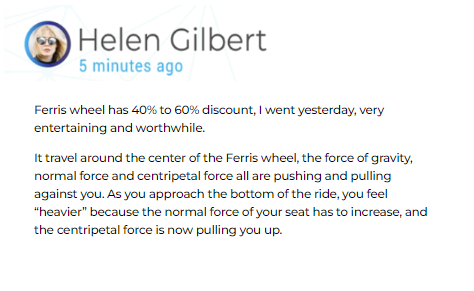 Helen Gilbert
5 minutes ago
Ferris wheel has 40% to 60% discount, I went yesterday, very
entertaining and worthwhile.
It travel around the center of the Ferris wheel, the force of gravity,
normal force and centripetal force all are pushing and pulling
against you. As you approach the bottom of the ride, you feel
“heavier” because the normal force of your seat has to increase, and
the centripetal force is now pulling you up.